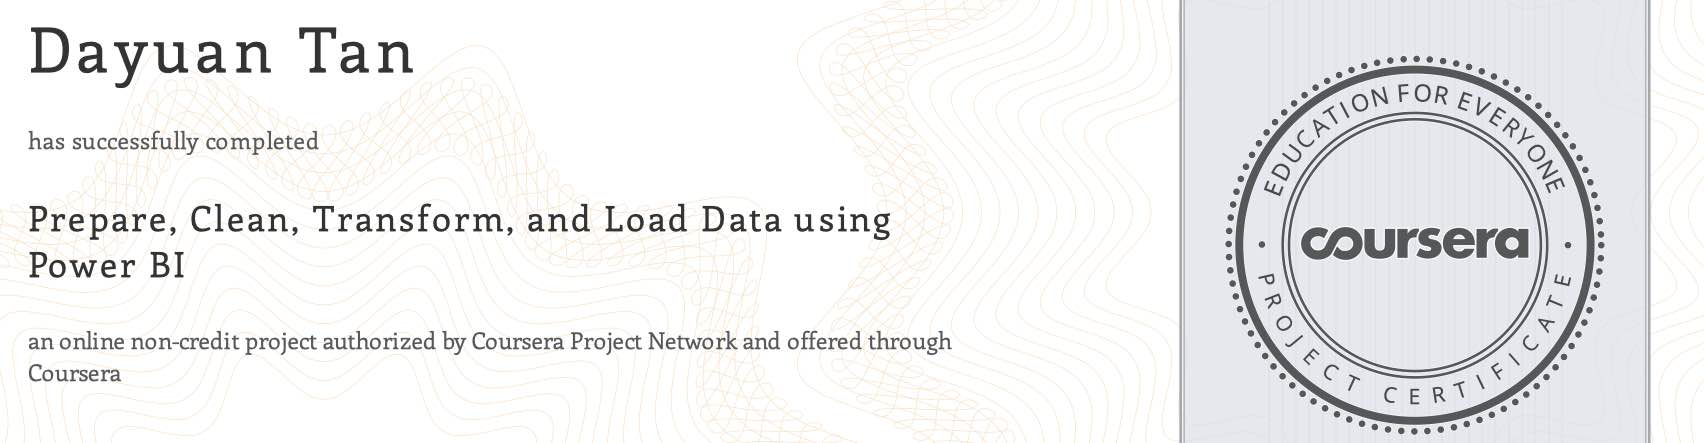 Dayuan Tan
has successfully completed
Prepare, Clean, Transform, and Load Data using
Power BI
an online non-credit project authorized by Coursera Project Network and offered through
Coursera
EDUCATION FOR EVERYONE
coursera
PROJECT CERTIFICATE